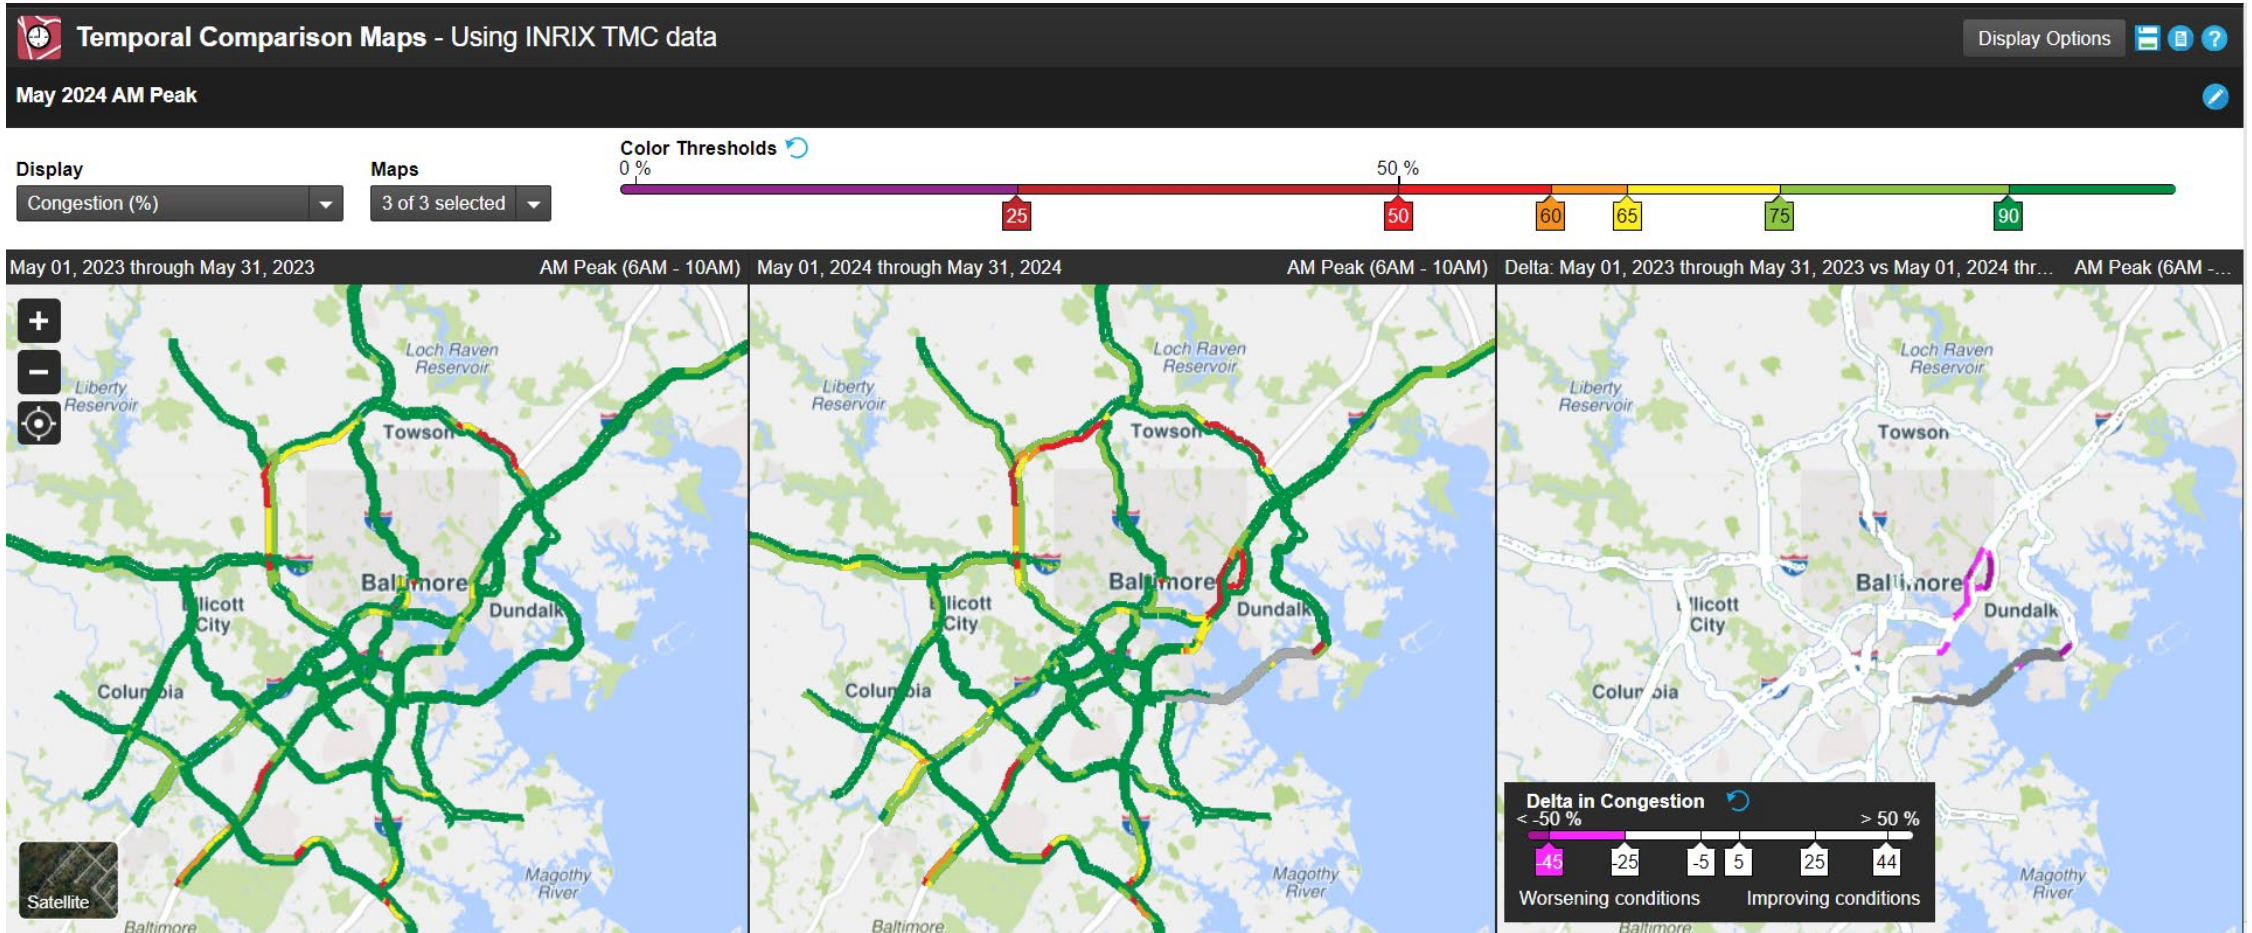 Temporal Comparison Maps - Using INRIX TMC data
Display Options
May 2024 AM Peak
Display
Congestion (%)
Maps
3 of 3 selected
Color Thresholds
0 %
50 %
25
50
60
65
75
90
May 01, 2023 through May 31, 2023
AM Peak (6AM - 10AM)
May 01, 2024 through May 31, 2024
AM Peak (6AM - 10AM)
Delta: May 01, 2023 through May 31, 2023 vs May 01, 2024 thr...
AM Peak (6AM -...
+
−
Liberty
Reservoir
Loch Raven
Reservoir
Towson
Baltimore
Dundalk
City
Columbia
Magothy
River
Baltimore
Satellite
Liberty
Reservoir
Loch Raven
Reservoir
Towson
Baltimore
Dundalk
City
Columbia
Magothy
River
Baltimore
Liberty
Reservoir
Loch Raven
Reservoir
Towson
Baltimore
Dundalk
City
Columbia
Magothy
River
Baltimore
Delta in Congestion
< -50 %
> 50 %
-45
-25
-5
5
25
44
Worsening conditions
Improving conditions